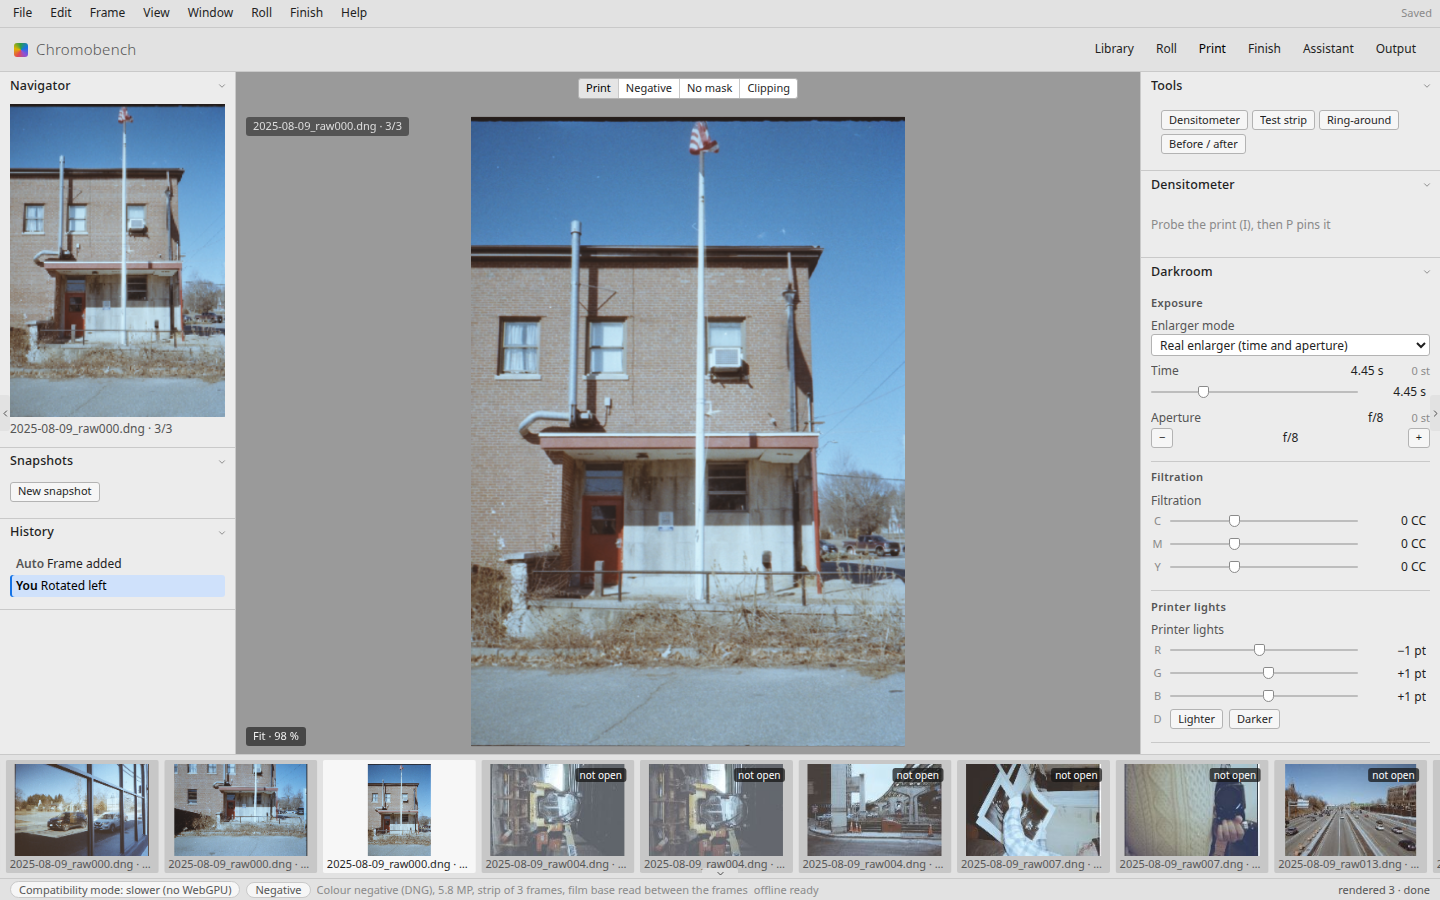 File Edit Frame View Window Roll Finish Help Saved
Chromobench Library Roll Print Finish Assistant Output
Navigator
2025-08-09_raw000.dng · 3/3
Snapshots
New snapshot
History
Auto Frame added
You Rotated left
Print Negative No mask Clipping
2025-08-09_raw000.dng · 3/3
Fit · 98 %
Tools
Densitometer Test strip Ring-around
Before / after
Densitometer
Probe the print (I), then P pins it
Darkroom
Exposure
Enlarger mode
Real enlarger (time and aperture)
Time 4.45 s 0 st
4.45 s
Aperture f/8 0 st
− f/8 +
Filtration
Filtration
C 0 CC
M 0 CC
Y 0 CC
Printer lights
Printer lights
R −1 pt
G +1 pt
B +1 pt
D Lighter Darker
not open not open not open not open not open not open
2025-08-09_raw000.dng · ... 2025-08-09_raw000.dng · ... 2025-08-09_raw000.dng · ... 2025-08-09_raw004.dng · ... 2025-08-09_raw004.dng · ... 2025-08-09_raw004.dng · ... 2025-08-09_raw007.dng · ... 2025-08-09_raw007.dng · ... 2025-08-09_raw013.dng · ...
Compatibility mode: slower (no WebGPU) Negative Colour negative (DNG), 5.8 MP, strip of 3 frames, film base read between the frames offline ready rendered 3 · done